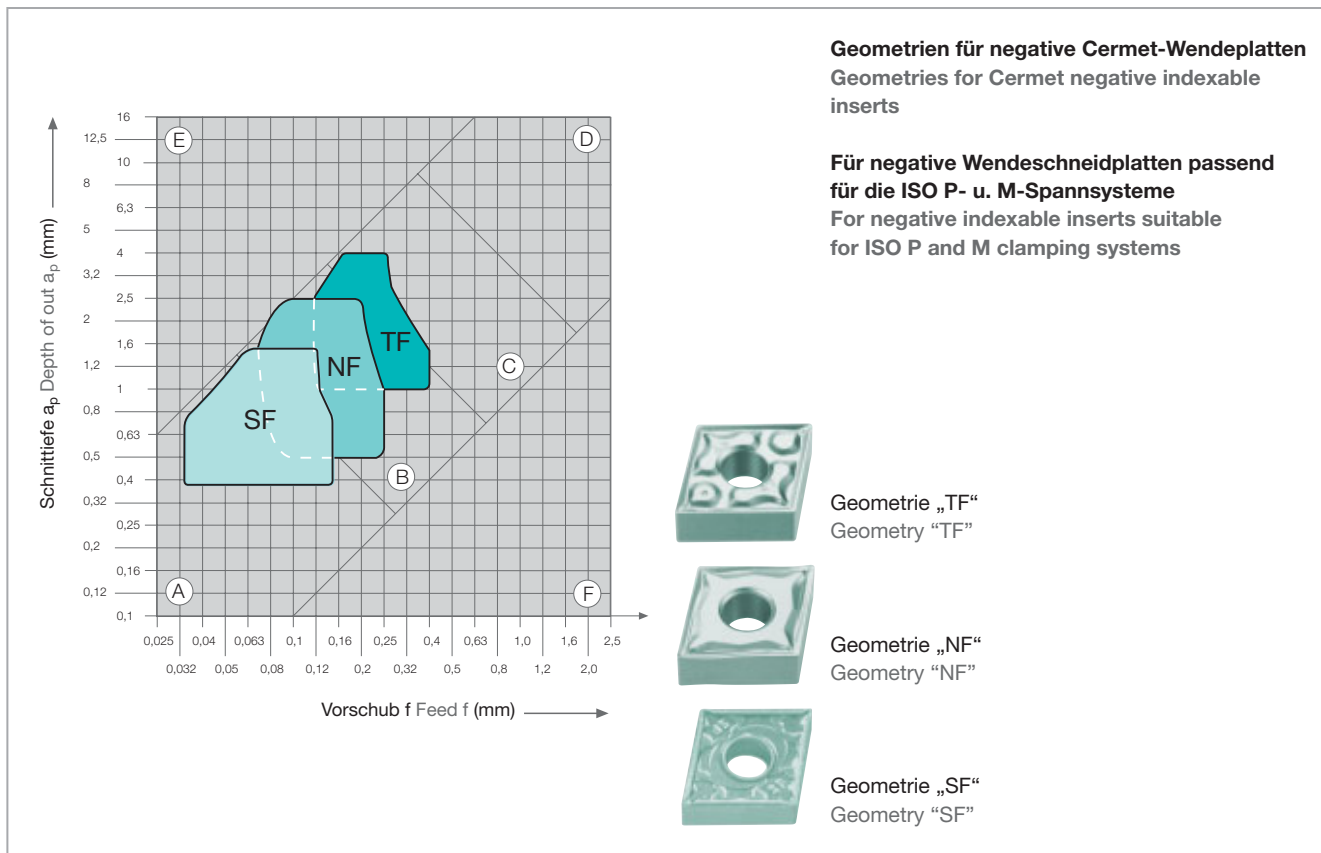 Geometrien für negative Cermet-Wendeplatten
Geometries for Cermet negative indexable
inserts
Für negative Wendeschneidplatten passend
für die ISO P- u. M-Spannsysteme
For negative indexable inserts suitable
for ISO P and M clamping systems
Schnittiefe ap Depth of out ap (mm)
16
12,5
10
8
6,3
5
4
3,2
2,5
2
1,6
1,2
1
0,8
0,63
0,5
0,4
0,32
0,25
0,2
0,16
0,12
0,1
E
D
TF
NF
C
SF
B
A
F
0,025 0,04 0,063 0,1 0,16 0,25 0,4 0,63 1,0 1,6 2,5
0,032 0,05 0,08 0,12 0,2 0,32 0,5 0,8 1,2 2,0
Vorschub f Feed f (mm)
Geometrie „TF“
Geometry “TF”
Geometrie „NF“
Geometry “NF”
Geometrie „SF“
Geometry “SF”